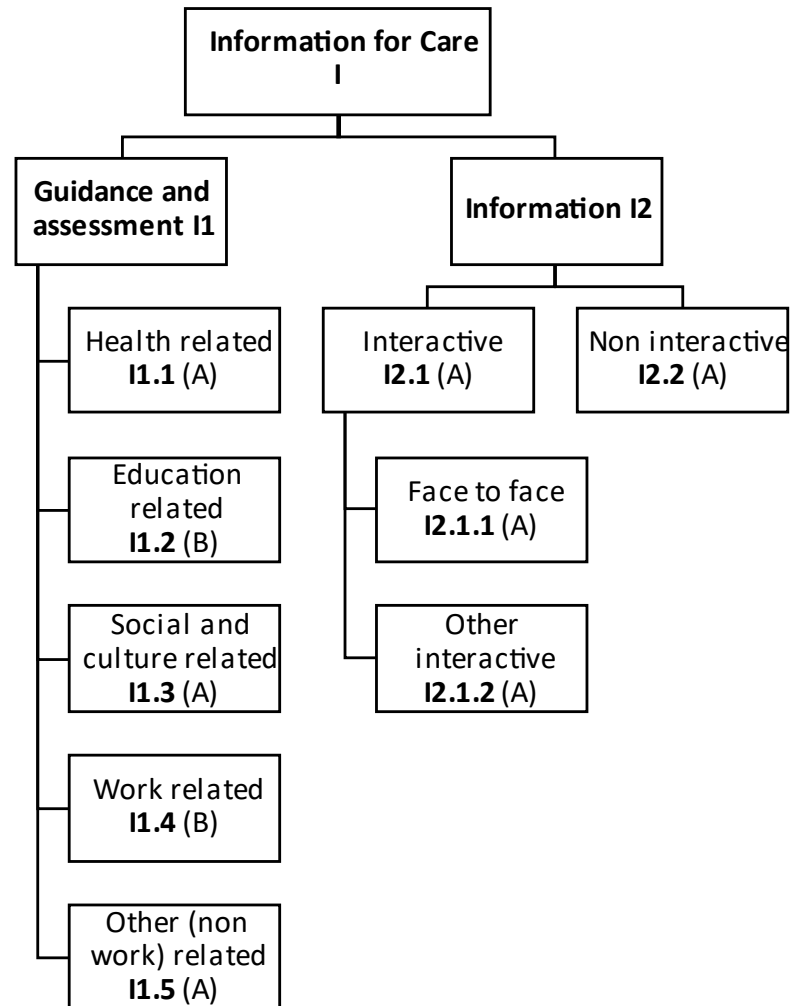 Information for Care
I
Guidance and
assessment I1
Information I2
Health related
I1.1 (A)
Education
related
I1.2 (B)
Social and
culture related
I1.3 (A)
Work related
I1.4 (B)
Other (non
work) related
I1.5 (A)
Interactive
I2.1 (A)
Non interactive
I2.2 (A)
Face to face
I2.1.1 (A)
Other
interactive
I2.1.2 (A)